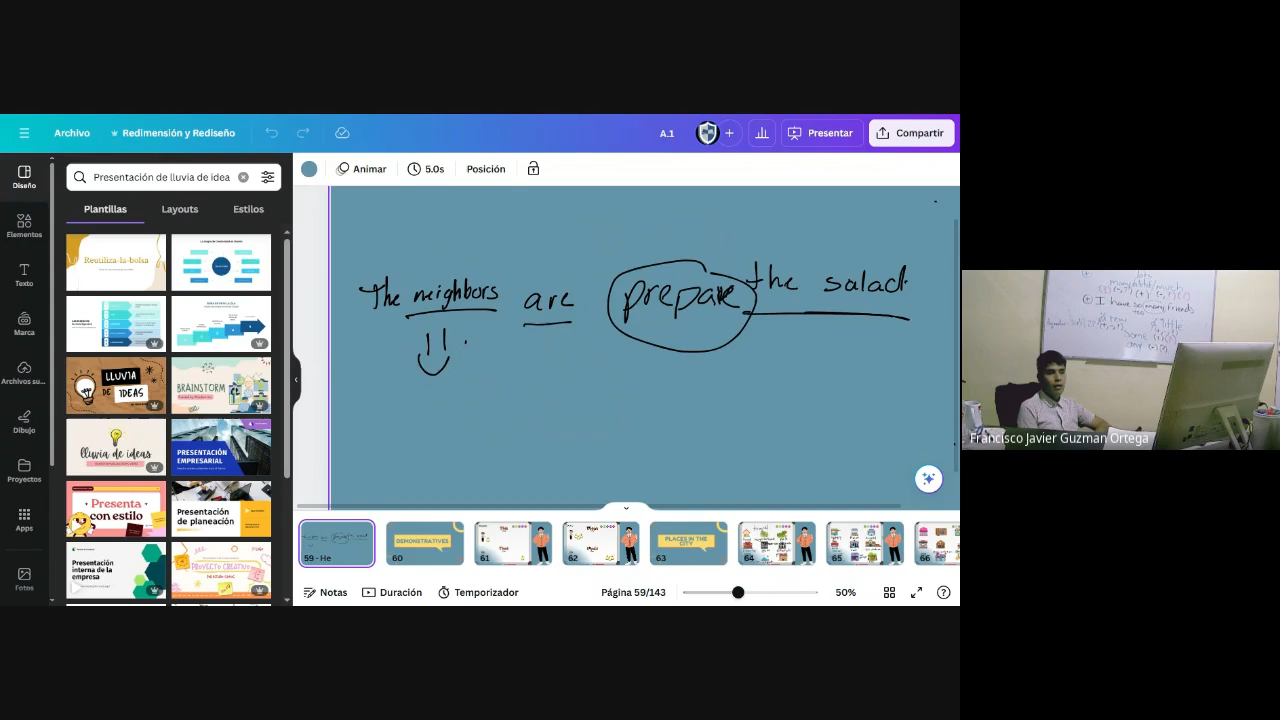 Archivo
Redimensión y Rediseño
A.1
Presentar
Compartir
Diseño
Elementos
Texto
Marca
Archivos su...
Dibujo
Proyectos
Apps
Fotos
Presentación de lluvia de idea
Plantillas
Layouts
Estilos
Reutiliza-la-bolsa
LLUVIA
DE IDEAS
BRAINSTORM
lluvia de ideas
PRESENTACIÓN
EMPRESARIAL
Presenta
con estilo
Presentación
de planeación
Presentación
interna de la
empresa
PROYECTO CREATIVO
Animar
5.0s
Posición
The neighbors are prepare the salad.
59 - He
60
DEMONSTRATIVES
61
62
63
PLACES IN THE
CITY
64
65
66
Notas
Duración
Temporizador
Página 59/143
50%
I have so many friends
Francisco Javier Guzman Ortega